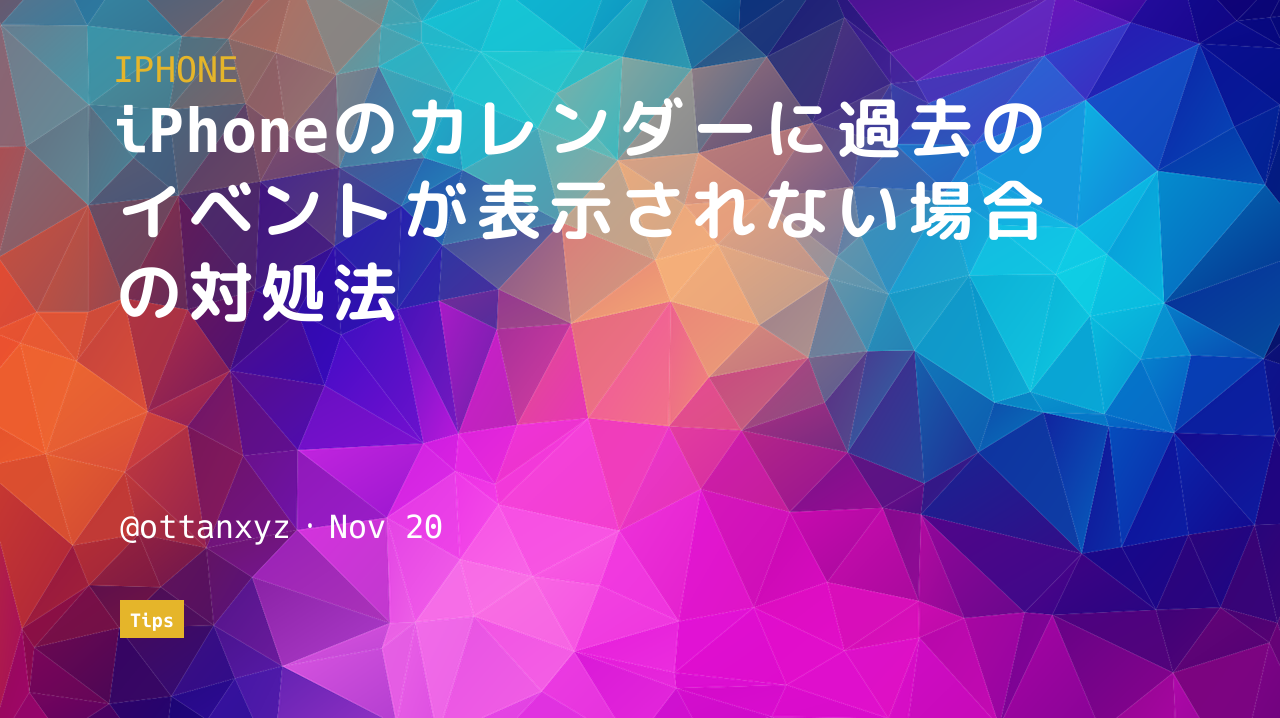 IPHONE
iPhoneのカレンダーに過去の
イベントが表示されない場合
の対処法
@ottanxyz・Nov 20
Tips